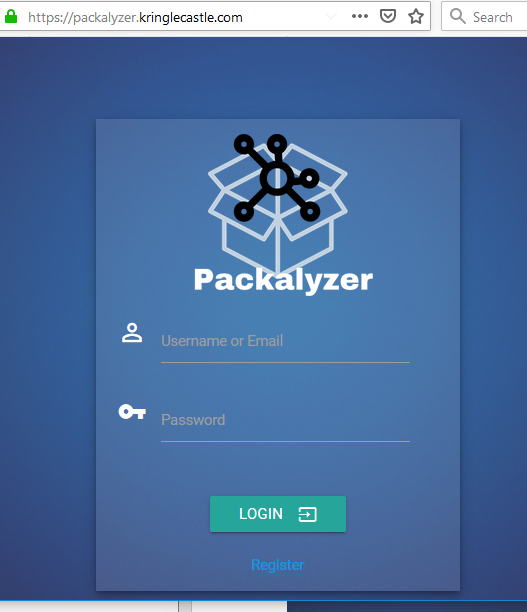 https://packalyzer.kringlecastle.com
Search
Packalyzer
Username or Email
Password
LOGIN
Register